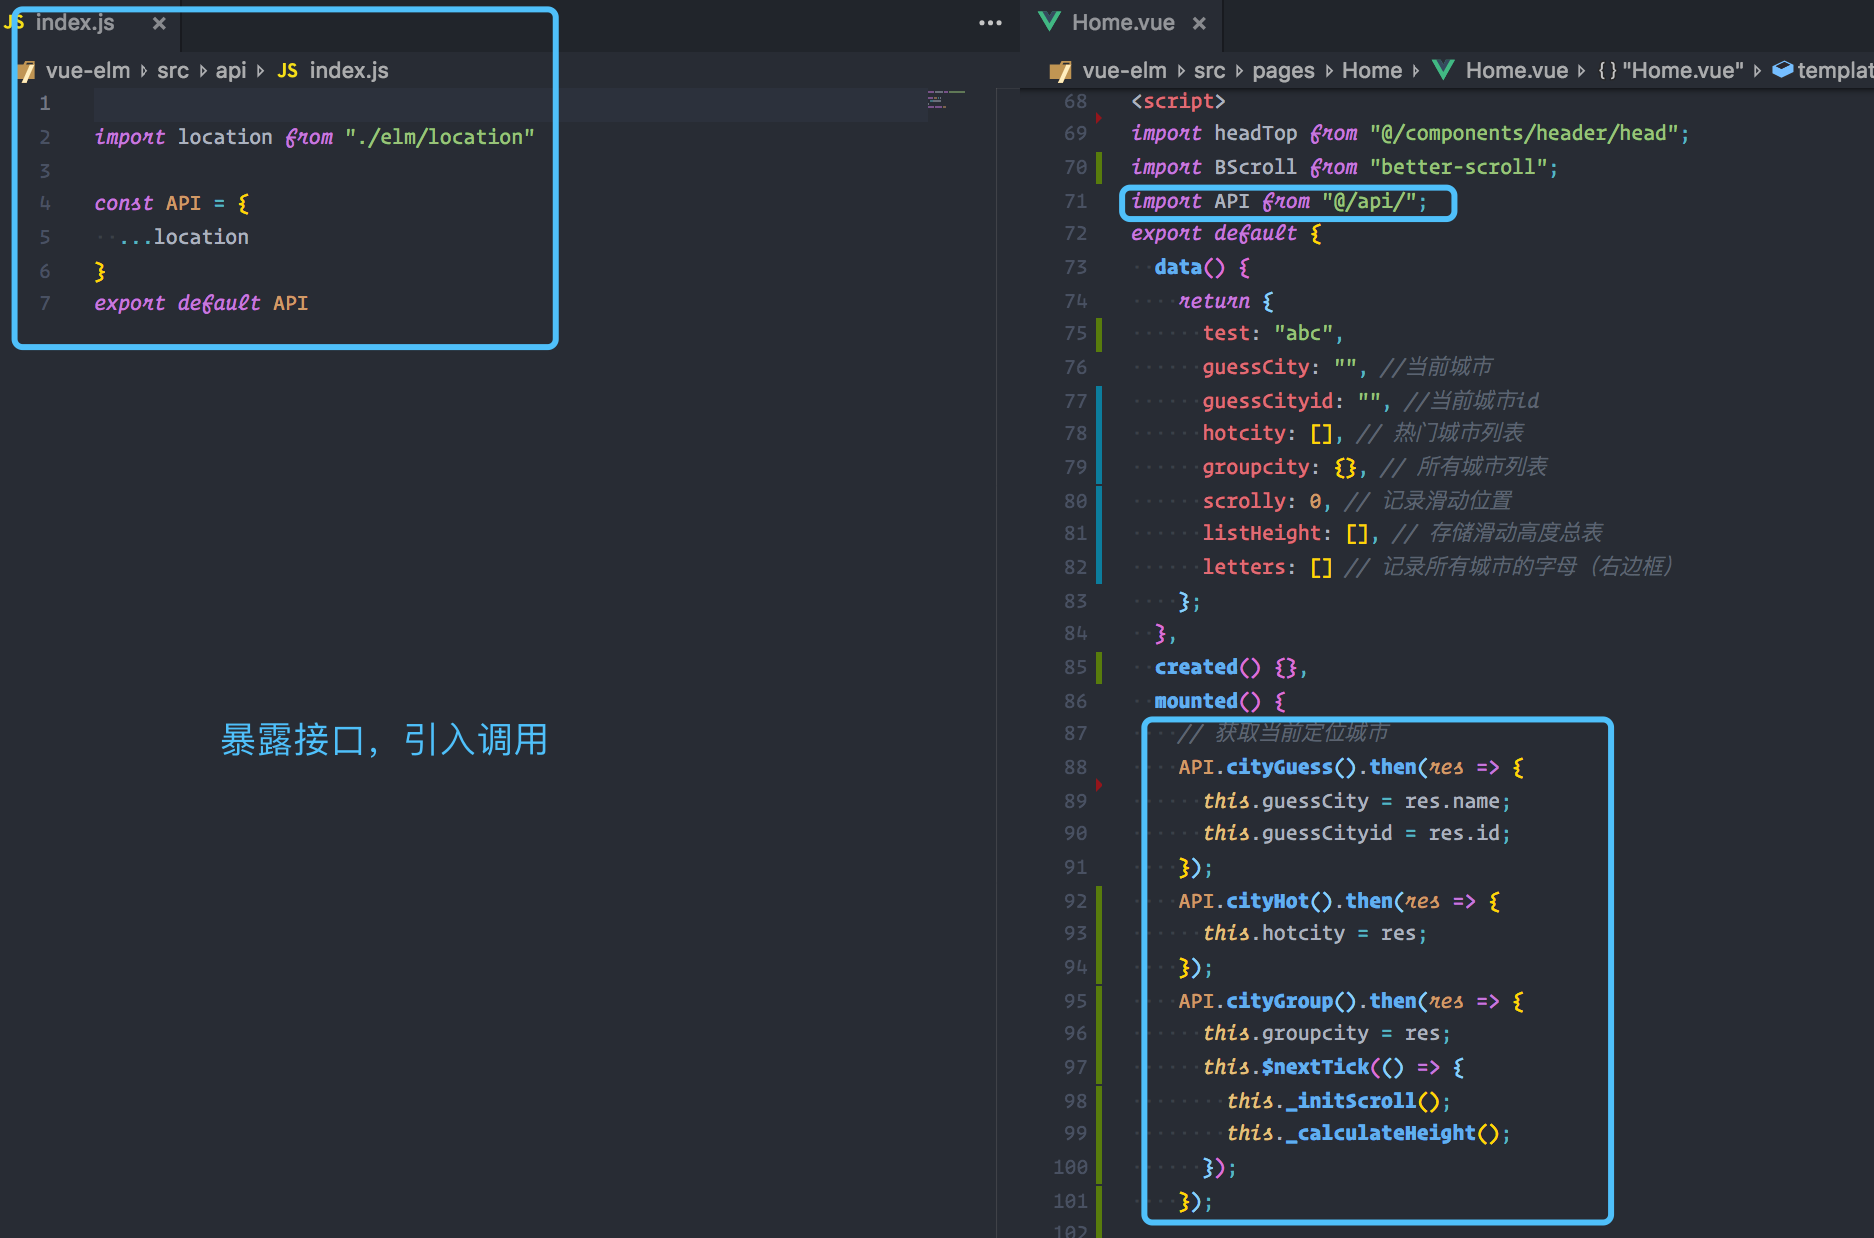 JS index.js ×
vue-elm › src › api › JS index.js
1
2 import location from "./elm/location"
3
4 const API = {
5 ...location
6 }
7 export default API
暴露接口，引入调用
Home.vue ×
vue-elm › src › pages › Home › Home.vue › {} "Home.vue" › templat
68 <script>
69 import headTop from "@/components/header/head";
70 import BScroll from "better-scroll";
71 import API from "@/api/";
72 export default {
73 data() {
74 return {
75 test: "abc",
76 guessCity: "", //当前城市
77 guessCityid: "", //当前城市id
78 hotcity: [], // 热门城市列表
79 groupcity: {}, // 所有城市列表
80 scrolly: 0, // 记录滑动位置
81 listHeight: [], // 存储滑动高度总表
82 letters: [] // 记录所有城市的字母（右边框）
83 };
84 },
85 created() {},
86 mounted() {
87 // 获取当前定位城市
88 API.cityGuess().then(res => {
89 this.guessCity = res.name;
90 this.guessCityid = res.id;
91 });
92 API.cityHot().then(res => {
93 this.hotcity = res;
94 });
95 API.cityGroup().then(res => {
96 this.groupcity = res;
97 this.$nextTick(() => {
98 this._initScroll();
99 this._calculateHeight();
100 });
101 });
102